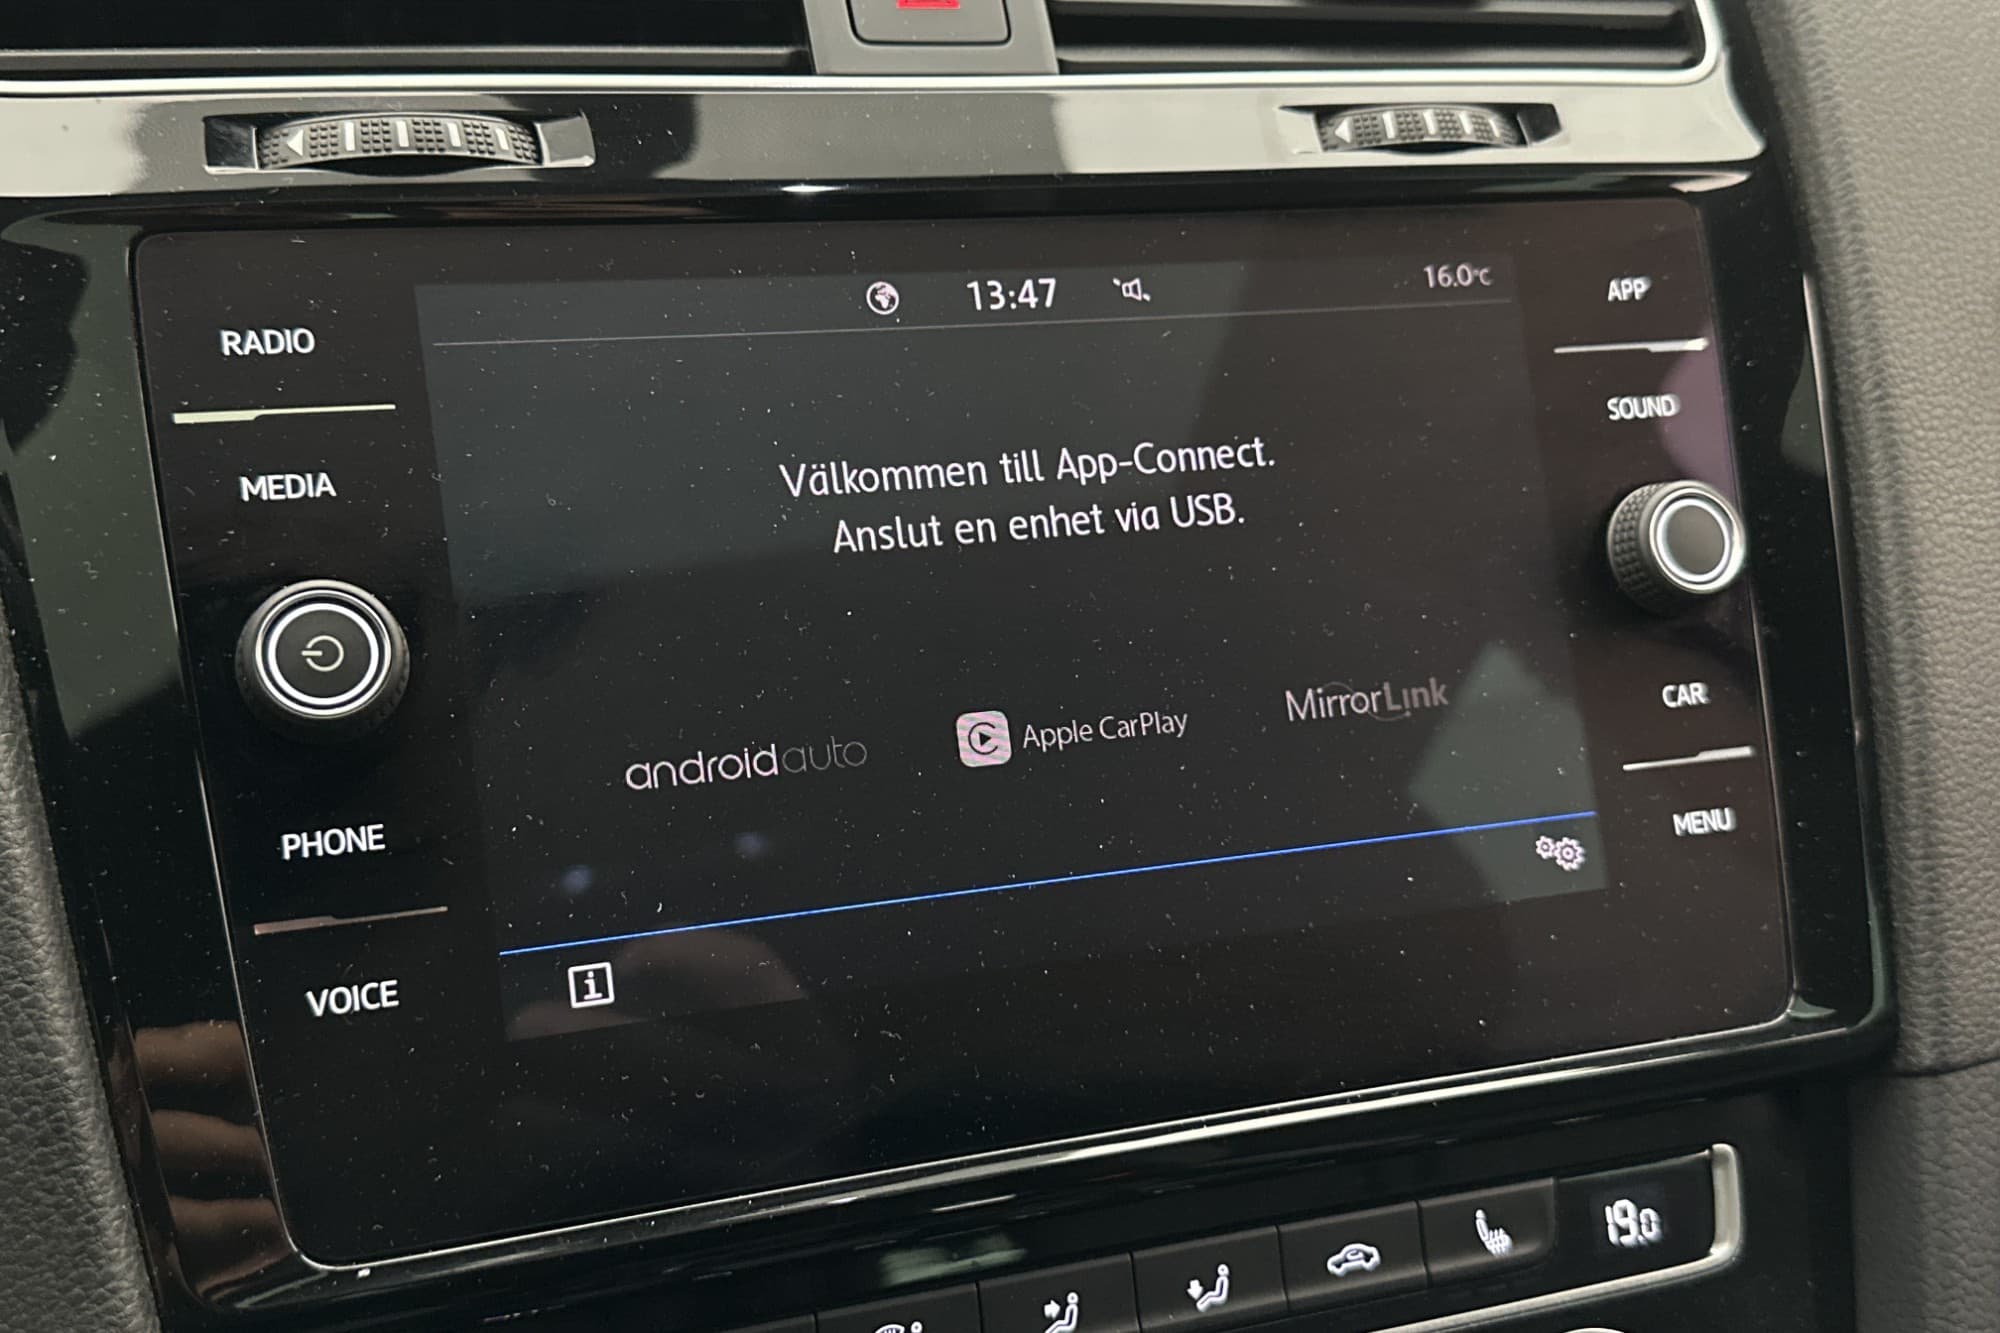 13:47
16.0°C
RADIO
MEDIA
PHONE
VOICE
Välkommen till App-Connect.
Anslut en enhet via USB.
androidauto
Apple CarPlay
MirrorLink
i
APP
SOUND
CAR
MENU
19.0